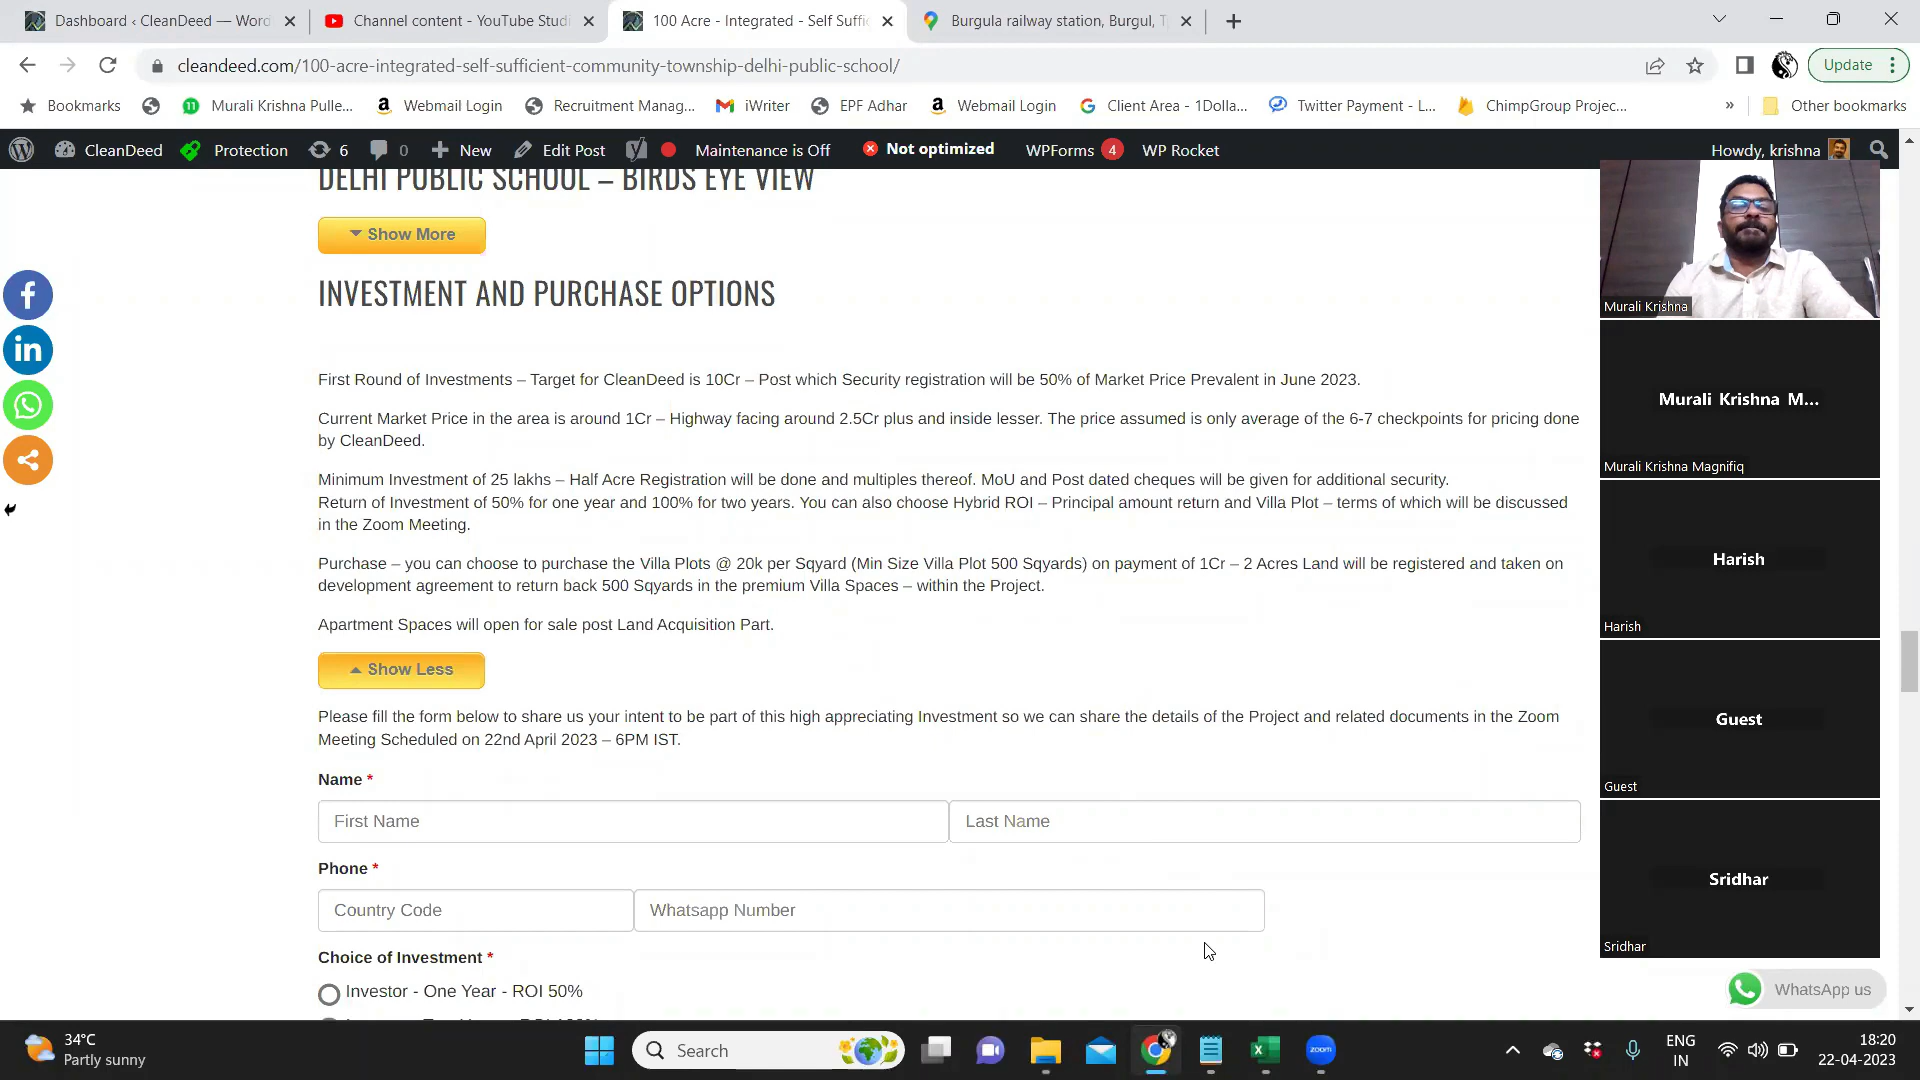 Dashboard ‹ CleanDeed — Word
Channel content - YouTube Studi
100 Acre - Integrated - Self Suffic
Burgula railway station, Burgul, T
cleandeed.com/100-acre-integrated-self-sufficient-community-township-delhi-public-school/
Update
Bookmarks
Murali Krishna Pulle...
Webmail Login
Recruitment Manag...
iWriter
EPF Adhar
Webmail Login
Client Area - 1Dolla...
Twitter Payment - L...
ChimpGroup Projec...
»
Other bookmarks
CleanDeed
Protection
6
0
New
Edit Post
Maintenance is Off
Not optimized
WPForms 4
WP Rocket
Howdy, krishna
DELHI PUBLIC SCHOOL – BIRDS EYE VIEW
Show More
INVESTMENT AND PURCHASE OPTIONS
First Round of Investments – Target for CleanDeed is 10Cr – Post which Security registration will be 50% of Market Price Prevalent in June 2023.
Current Market Price in the area is around 1Cr – Highway facing around 2.5Cr plus and inside lesser. The price assumed is only average of the 6-7 checkpoints for pricing done
by CleanDeed.
Minimum Investment of 25 lakhs – Half Acre Registration will be done and multiples thereof. MoU and Post dated cheques will be given for additional security.
Return of Investment of 50% for one year and 100% for two years. You can also choose Hybrid ROI – Principal amount return and Villa Plot – terms of which will be discussed
in the Zoom Meeting.
Purchase – you can choose to purchase the Villa Plots @ 20k per Sqyard (Min Size Villa Plot 500 Sqyards) on payment of 1Cr – 2 Acres Land will be registered and taken on
development agreement to return back 500 Sqyards in the premium Villa Spaces – within the Project.
Apartment Spaces will open for sale post Land Acquisition Part.
Show Less
Please fill the form below to share us your intent to be part of this high appreciating Investment so we can share the details of the Project and related documents in the Zoom
Meeting Scheduled on 22nd April 2023 – 6PM IST.
Name *
First Name
Last Name
Phone *
Country Code
Whatsapp Number
Choice of Investment *
Investor - One Year - ROI 50%
Murali Krishna
Murali Krishna M...
Murali Krishna Magnifiq
Harish
Harish
Guest
Guest
Sridhar
Sridhar
WhatsApp us
34°C
Partly sunny
Search
zoom
ENG
IN
18:20
22-04-2023